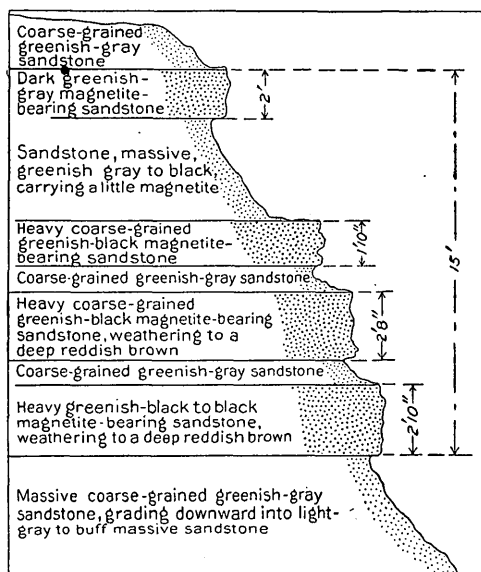 Coarse-grained
greenish-gray
sandstone
Dark greenish-
gray magnetite-
bearing sandstone
2'
Sandstone, massive,
greenish gray to black,
carrying a little magnetite
Heavy coarse-grained
greenish-black magnetite-
bearing sandstone
1'10"
Coarse-grained greenish-gray sandstone
15'
Heavy coarse-grained
greenish-black magnetite-bearing
sandstone, weathering to a
deep reddish brown
2'8"
Coarse-grained greenish-gray sandstone
Heavy greenish-black to black
magnetite-bearing sandstone,
weathering to a deep reddish brown
2'10"
Massive coarse-grained greenish-gray
sandstone, grading downward into light-
gray to buff massive sandstone